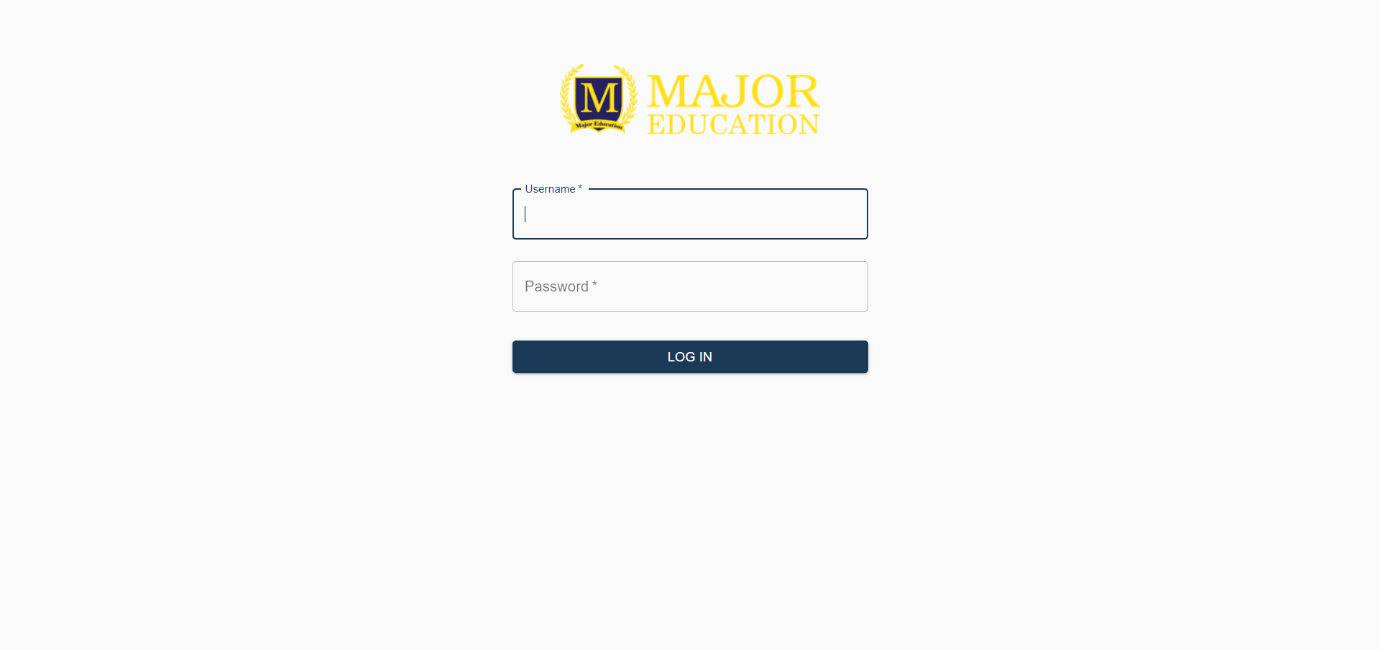 M
Major Education
MAJOR
EDUCATION
Username *
Password *
LOG IN